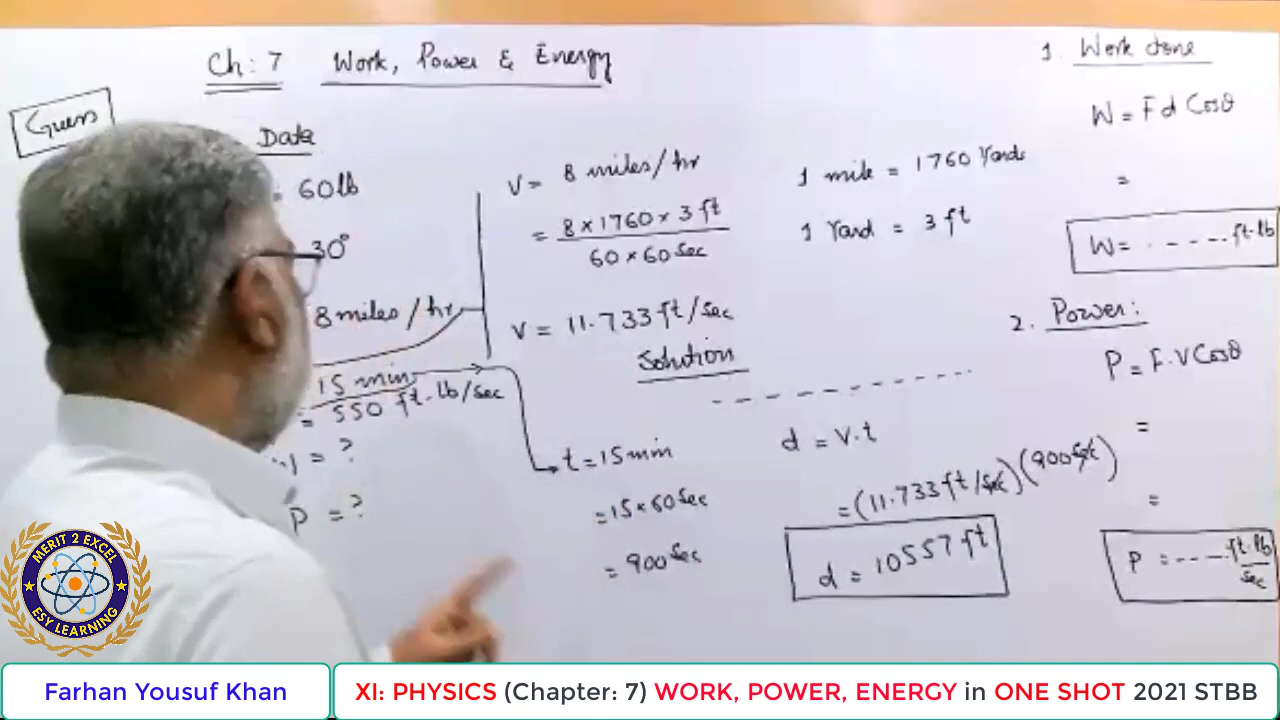 Ch: 7 Work, Power & Energy
Guess
Data
= 60 lb
30°
8 miles/hr
15 min
= 550 ft.lb/sec
= ?
P = ?
V = 8 miles/hr
= 8 × 1760 × 3 ft
60 × 60 Sec
V = 11.733 ft/sec
Solution
t = 15 min
= 15 × 60 Sec
= 900 Sec
1 mile = 1760 Yards
1 Yard = 3 ft
d = V.t
= (11.733 ft/sec)(900 sec)
d = 10557 ft
1. Work done
W = F d Cosθ
=
W = - - - - - ft.lb
2. Power:
P = F.V Cosθ
=
=
P = - - - - ft.lb
sec
MERIT 2 EXCEL
ESY LEARNING
Farhan Yousuf Khan
XI: PHYSICS (Chapter: 7) WORK, POWER, ENERGY in ONE SHOT 2021 STBB